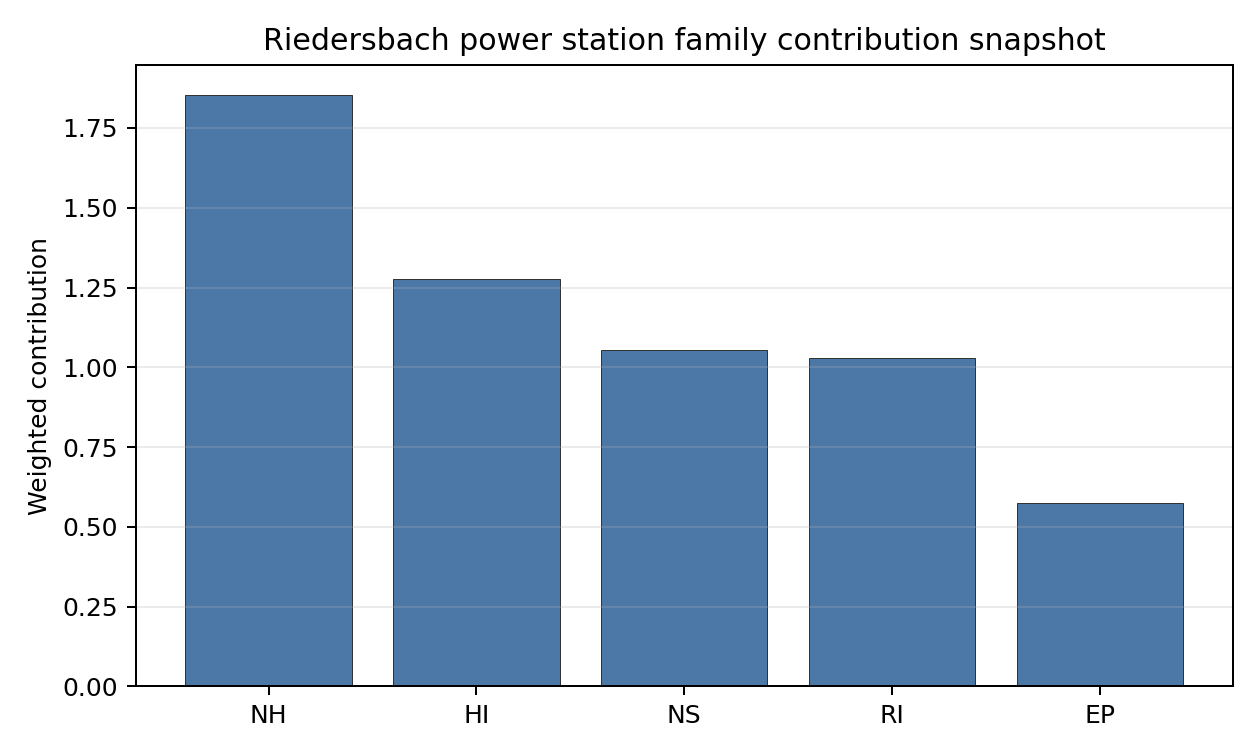 Riedersbach power station family contribution snapshot
Weighted contribution
1.75
1.50
1.25
1.00
0.75
0.50
0.25
0.00
NH HI NS RI EP